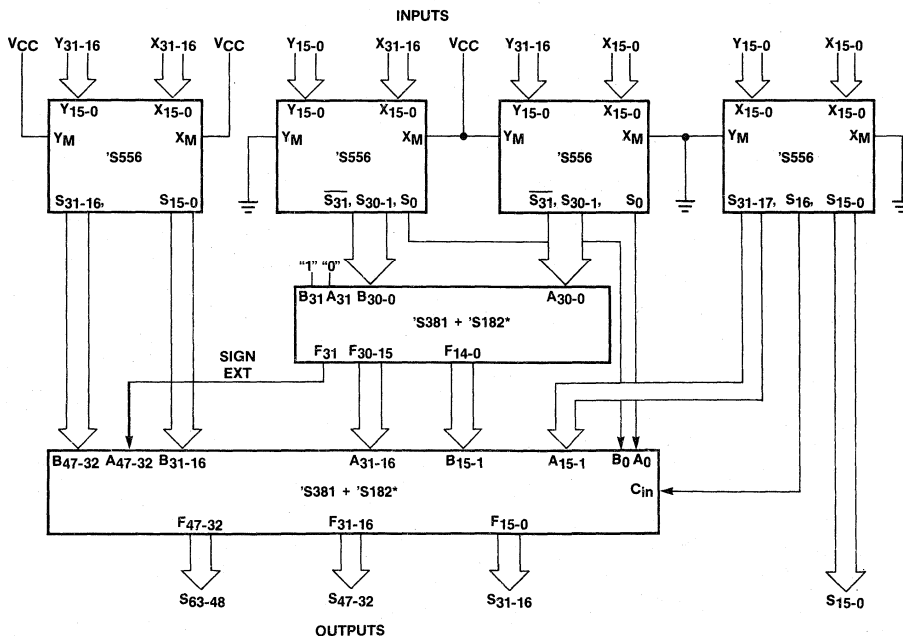 INPUTS
VCC Y31-16 X31-16 VCC Y15-0 X31-16 VCC Y31-16 X15-0 Y15-0 X15-0
Y15-0 X15-0 Y15-0 X15-0 Y15-0 X15-0 X15-0 X15-0
YM XM YM XM YM XM YM XM
'S556 'S556 'S556 'S556
S31-16, S15-0 S̅3̅1̅, S30-1, S0 S̅3̅1̅, S30-1, S0 S31-17, S16, S15-0
"1" "0"
B31 A31 B30-0 A30-0
'S381 + 'S182*
F31 F30-15 F14-0
SIGN
EXT
B47-32 A47-32 B31-16 A31-16 B15-1 A15-1 B0 A0
'S381 + 'S182*
Cin
F47-32 F31-16 F15-0
S63-48 S47-32 S31-16 S15-0
OUTPUTS